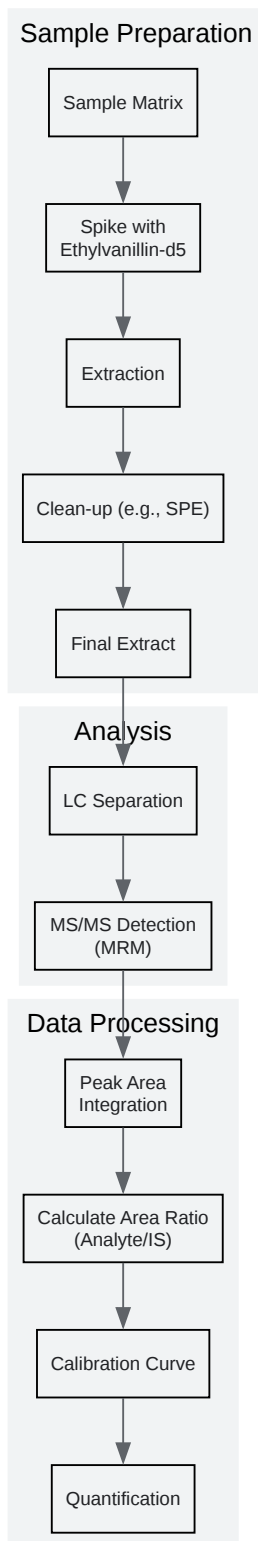 Sample Preparation
Sample Matrix
Spike with
Ethylvanillin-d5
Extraction
Clean-up (e.g., SPE)
Final Extract
Analysis
LC Separation
MS/MS Detection
(MRM)
Data Processing
Peak Area
Integration
Calculate Area Ratio
(Analyte/IS)
Calibration Curve
Quantification